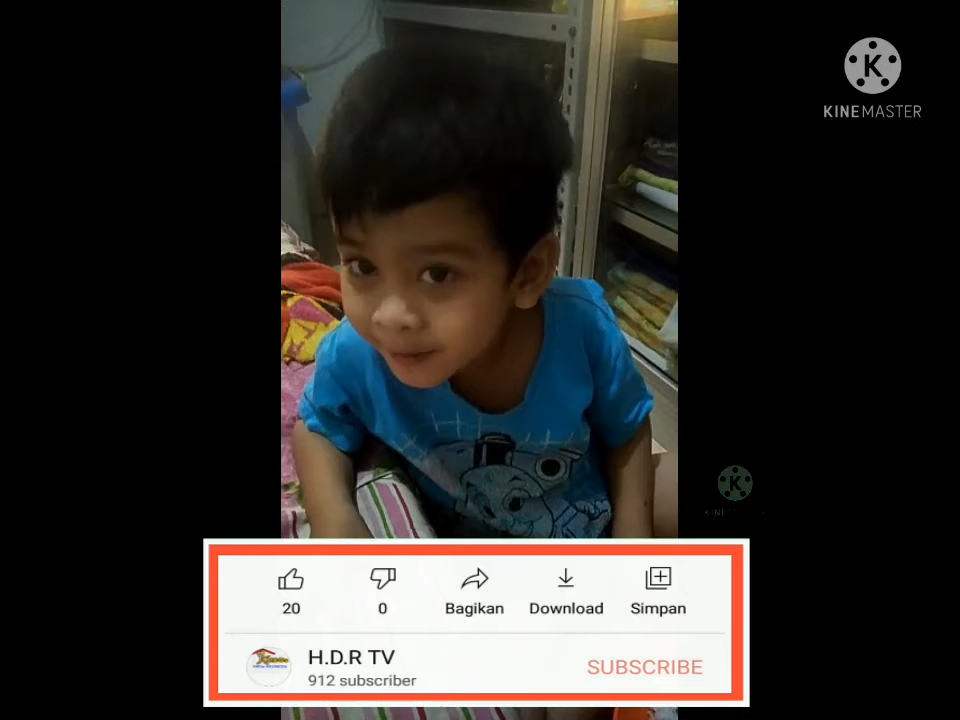 K
KINEMASTER
K
20
0
Bagikan
Download
Simpan
H.D.R TV
912 subscriber
SUBSCRIBE